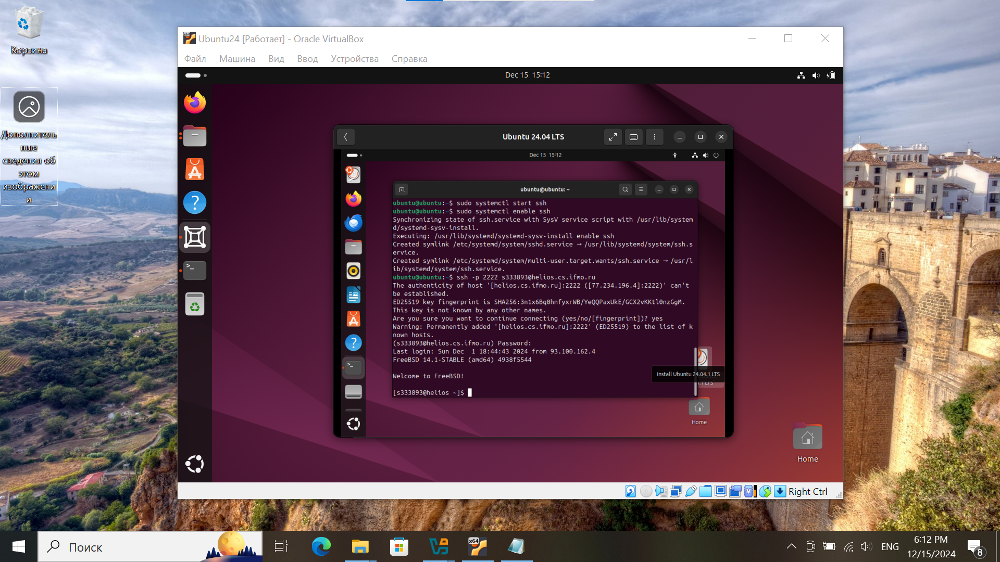 Корзина
Дополнитель
ные
сведения об
этом
изображени
и
Ubuntu24 [Работает] - Oracle VirtualBox
Файл Машина Вид Ввод Устройства Справка
Dec 15 15:12
Ubuntu 24.04 LTS
Dec 15 15:12
ubuntu@ubuntu: ~
ubuntu@ubuntu:~$ sudo systemctl start ssh
ubuntu@ubuntu:~$ sudo systemctl enable ssh
Synchronizing state of ssh.service with SysV service script with /usr/lib/system
d/systemd-sysv-install.
Executing: /usr/lib/systemd/systemd-sysv-install enable ssh
Created symlink /etc/systemd/system/sshd.service → /usr/lib/systemd/system/ssh.s
ervice.
Created symlink /etc/systemd/system/multi-user.target.wants/ssh.service → /usr/l
ib/systemd/system/ssh.service.
ubuntu@ubuntu:~$ ssh -p 2222 s333893@helios.cs.ifmo.ru
The authenticity of host '[helios.cs.ifmo.ru]:2222 ([77.234.196.4]:2222)' can't
be established.
ED25519 key fingerprint is SHA256:3n1x6Bq0hnfyxrWB/YeQQPaxUkE/GCX2vKKtl0nzGgM.
This key is not known by any other names.
Are you sure you want to continue connecting (yes/no/[fingerprint])? yes
Warning: Permanently added '[helios.cs.ifmo.ru]:2222' (ED25519) to the list of k
nown hosts.
(s333893@helios.cs.ifmo.ru) Password:
Last login: Sun Dec  1 18:44:43 2024 from 93.100.162.4
FreeBSD 14.1-STABLE (amd64) 4938f5544
Welcome to FreeBSD!
[s333893@helios ~]$
Install Ubuntu 24.04.1 LTS
.1 LTS
Home
Home
Right Ctrl
Поиск
x64
ENG
6:12 PM
12/15/2024
8